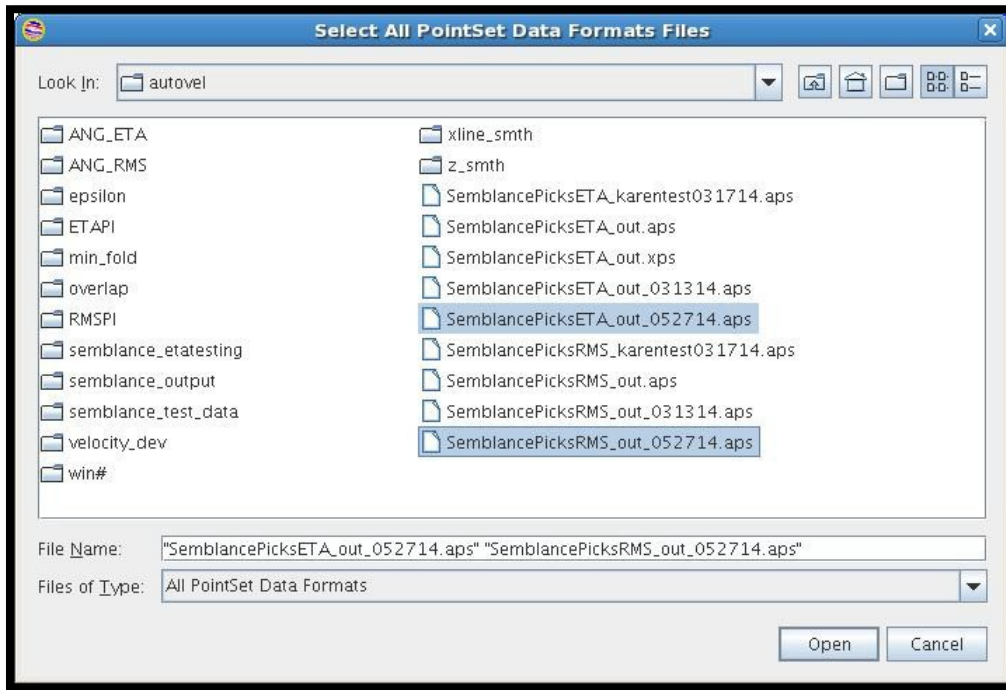 Select All PointSet Data Formats Files
Look In: autovel
ANG_ETA
ANG_RMS
epsilon
ETAPI
min_fold
overlap
RMSPI
semblance_etatesting
semblance_output
semblance_test_data
velocity_dev
win#
xline_smth
z_smth
SemblancePicksETA_karentest031714.aps
SemblancePicksETA_out.aps
SemblancePicksETA_out.xps
SemblancePicksETA_out_031314.aps
SemblancePicksETA_out_052714.aps
SemblancePicksRMS_karentest031714.aps
SemblancePicksRMS_out.aps
SemblancePicksRMS_out_031314.aps
SemblancePicksRMS_out_052714.aps
File Name: "SemblancePicksETA_out_052714.aps" "SemblancePicksRMS_out_052714.aps"
Files of Type: All PointSet Data Formats
Open Cancel